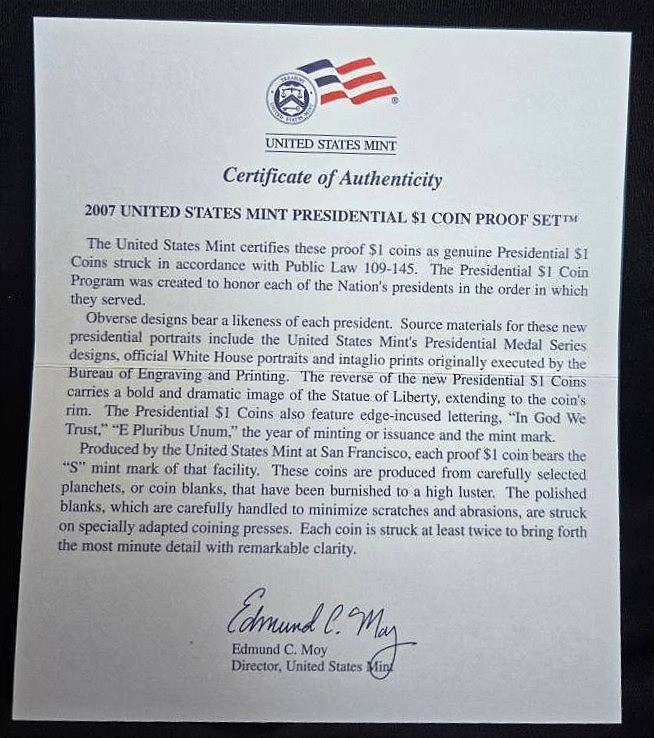 UNITED STATES MINT
Certificate of Authenticity
2007 UNITED STATES MINT PRESIDENTIAL $1 COIN PROOF SET™
The United States Mint certifies these proof $1 coins as genuine Presidential $1
Coins struck in accordance with Public Law 109-145. The Presidential $1 Coin
Program was created to honor each of the Nation's presidents in the order in which
they served.
Obverse designs bear a likeness of each president. Source materials for these new
presidential portraits include the United States Mint's Presidential Medal Series
designs, official White House portraits and intaglio prints originally executed by the
Bureau of Engraving and Printing. The reverse of the new Presidential $1 Coins
carries a bold and dramatic image of the Statue of Liberty, extending to the coin's
rim. The Presidential $1 Coins also feature edge-incused lettering, “In God We
Trust,” “E Pluribus Unum,” the year of minting or issuance and the mint mark.
Produced by the United States Mint at San Francisco, each proof $1 coin bears the
“S” mint mark of that facility. These coins are produced from carefully selected
planchets, or coin blanks, that have been burnished to a high luster. The polished
blanks, which are carefully handled to minimize scratches and abrasions, are struck
on specially adapted coining presses. Each coin is struck at least twice to bring forth
the most minute detail with remarkable clarity.
Edmund C. Moy
Edmund C. Moy
Director, United States Mint